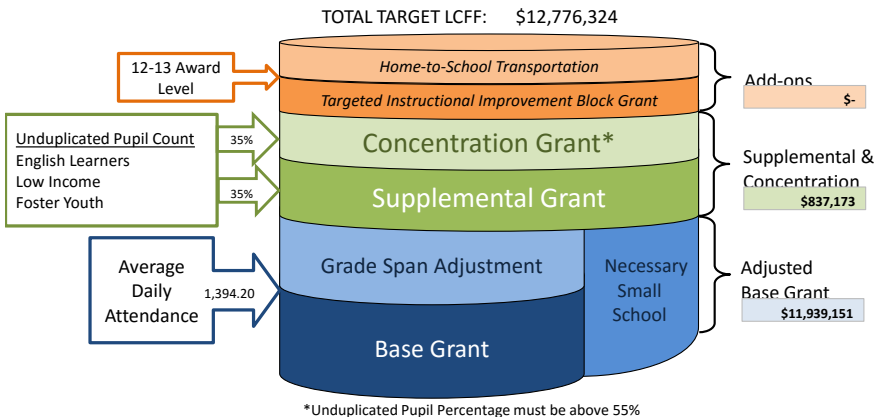 TOTAL TARGET LCFF: $12,776,324
12-13 Award
Level
Home-to-School Transportation
Targeted Instructional Improvement Block Grant
Add-ons
$-
Unduplicated Pupil Count
English Learners
Low Income
Foster Youth
35%
35%
Concentration Grant*
Supplemental Grant
Supplemental &
Concentration
$837,173
Average
Daily
Attendance
1,394.20
Grade Span Adjustment
Base Grant
Necessary
Small
School
Adjusted
Base Grant
$11,939,151
*Unduplicated Pupil Percentage must be above 55%